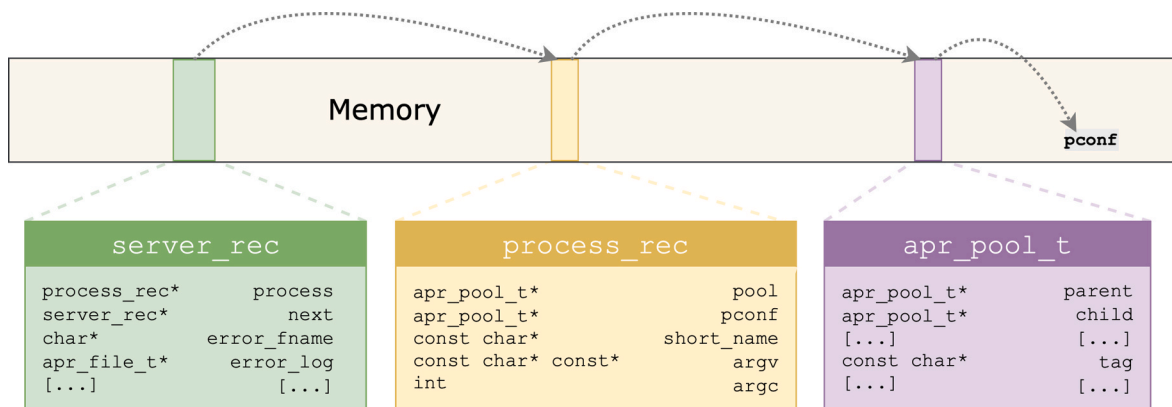 Memory
pconf
server_rec
process_rec* process
server_rec* next
char* error_fname
apr_file_t* error_log
[...] [...]
process_rec
apr_pool_t* pool
apr_pool_t* pconf
const char* short_name
const char* const* argv
int argc
apr_pool_t
apr_pool_t* parent
apr_pool_t* child
[...] [...]
const char* tag
[...] [...]